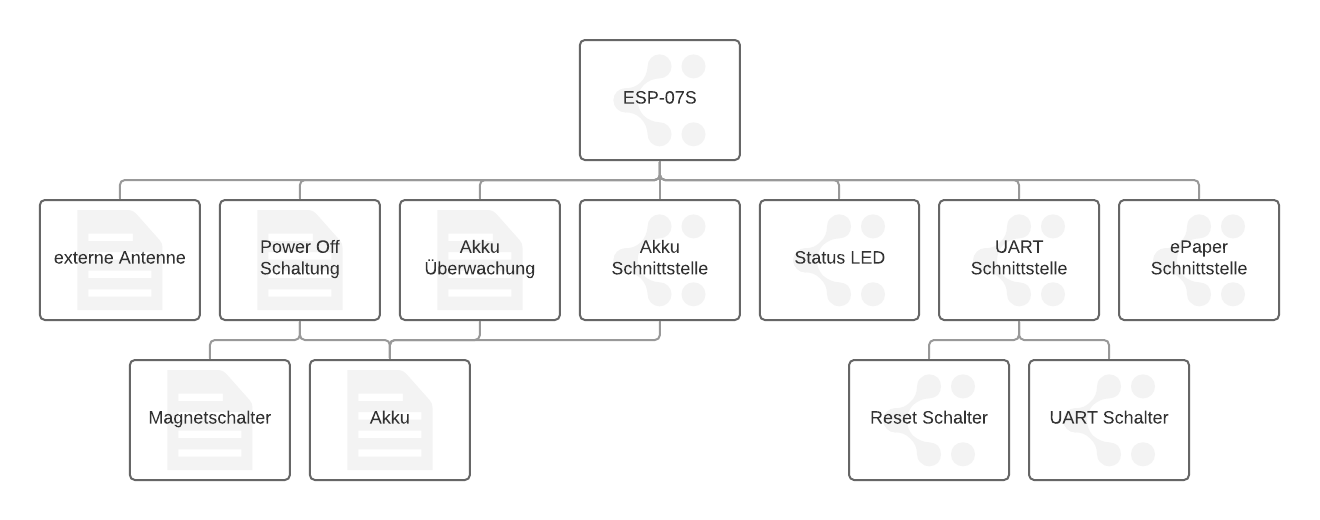 ESP-07S
externe Antenne
Power Off
Schaltung
Akku
Überwachung
Akku
Schnittstelle
Status LED
UART
Schnittstelle
ePaper
Schnittstelle
Magnetschalter
Akku
Reset Schalter
UART Schalter